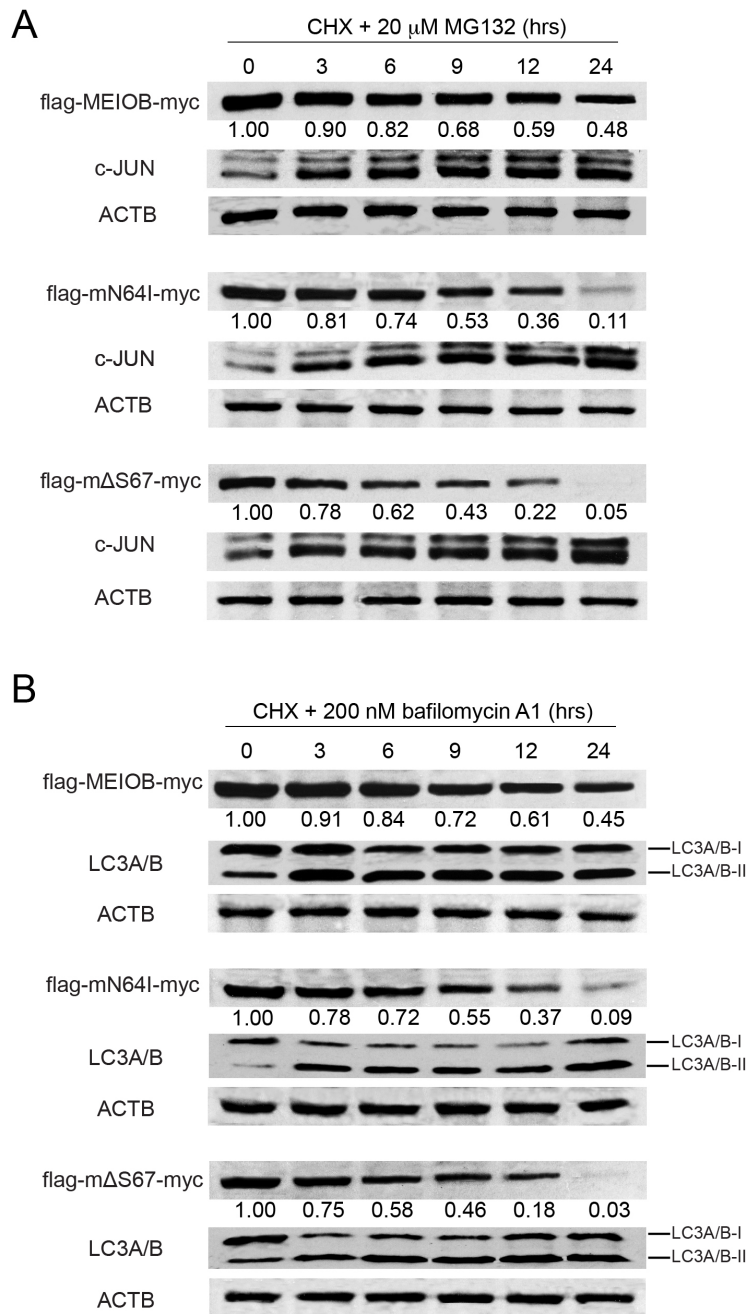 A
CHX + 20 μM MG132 (hrs)
0 3 6 9 12 24
flag-MEIOB-myc
1.00 0.90 0.82 0.68 0.59 0.48
c-JUN
ACTB
flag-mN64I-myc
1.00 0.81 0.74 0.53 0.36 0.11
c-JUN
ACTB
flag-mΔS67-myc
1.00 0.78 0.62 0.43 0.22 0.05
c-JUN
ACTB
B
CHX + 200 nM bafilomycin A1 (hrs)
0 3 6 9 12 24
flag-MEIOB-myc
1.00 0.91 0.84 0.72 0.61 0.45
LC3A/B-I
LC3A/B
LC3A/B-II
ACTB
flag-mN64I-myc
1.00 0.78 0.72 0.55 0.37 0.09
LC3A/B-I
LC3A/B
LC3A/B-II
ACTB
flag-mΔS67-myc
1.00 0.75 0.58 0.46 0.18 0.03
LC3A/B-I
LC3A/B
LC3A/B-II
ACTB